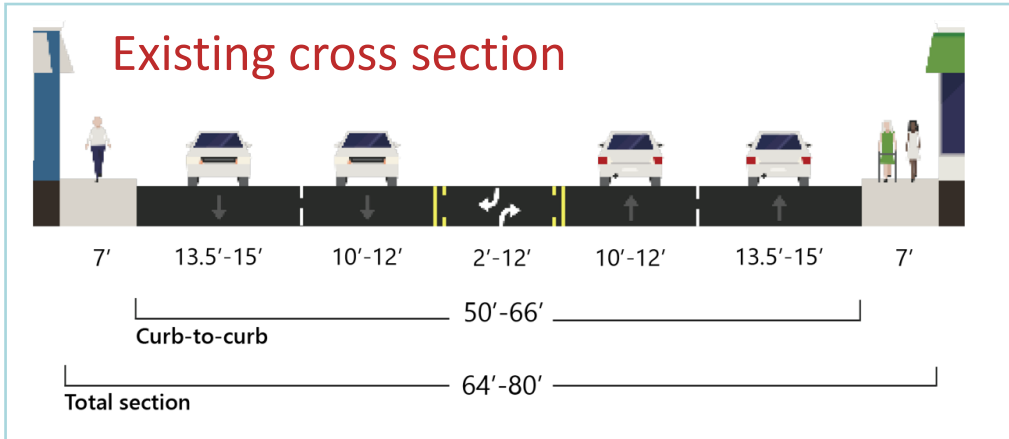 Existing cross section
7′ 13.5′-15′ 10′-12′ 2′-12′ 10′-12′ 13.5′-15′ 7′
50′-66′
Curb-to-curb
64′-80′
Total section